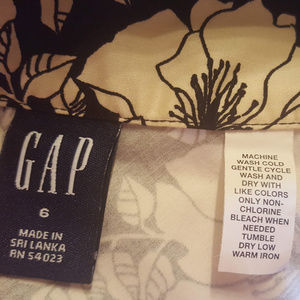 GAP
6
MADE IN
SRI LANKA
RN 54023
MACHINE
WASH COLD
GENTLE CYCLE
WASH AND
DRY WITH
LIKE COLORS
ONLY NON-
CHLORINE
BLEACH WHEN
NEEDED
TUMBLE
DRY LOW
WARM IRON